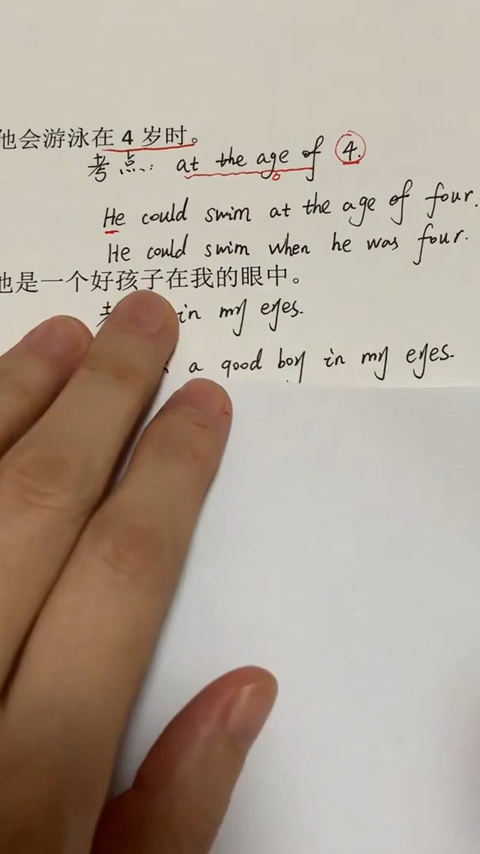 他会游泳在 4 岁时。
考点: at the age of 4.
He could swim at the age of four.
He could swim when he was four.
他是一个好孩子在我的眼中。
in my eyes.
a good boy in my eyes.